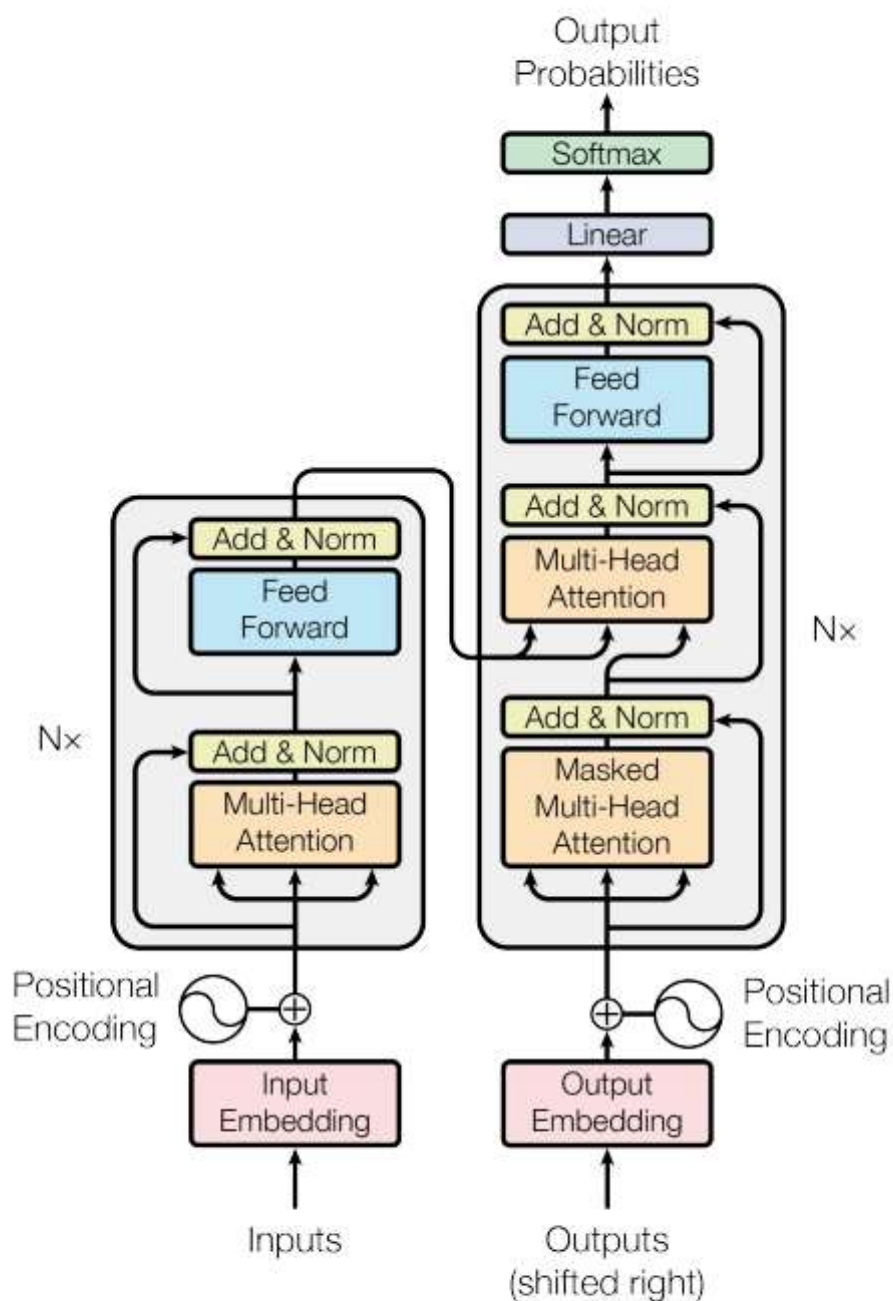 Output
Probabilities
Softmax
Linear
Add & Norm
Feed
Forward
Add & Norm
Multi-Head
Attention
Nx
Add & Norm
Masked
Multi-Head
Attention
Add & Norm
Feed
Forward
Nx
Add & Norm
Multi-Head
Attention
Positional
Encoding
Positional
Encoding
Input
Embedding
Output
Embedding
Inputs
Outputs
(shifted right)